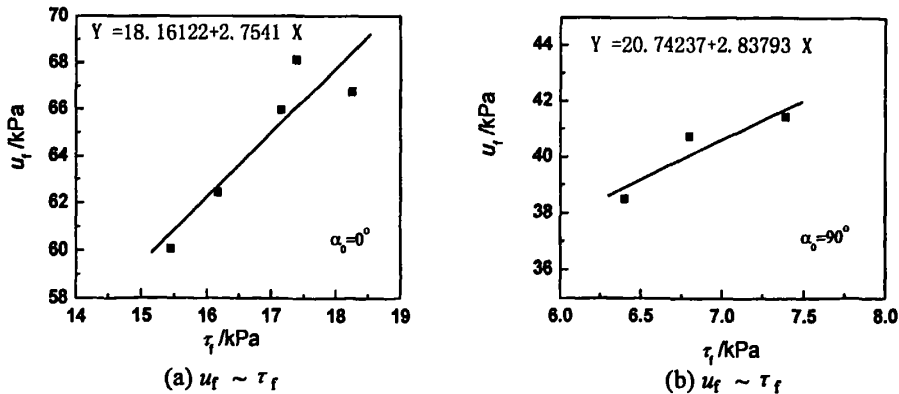 Y =18.16122+2.7541 X
70
68
66
64
62
60
58
u_f /kPa
α_0=0°
14 15 16 17 18 19
τ_f /kPa
(a) u_f ~ τ_f
Y =20.74237+2.83793 X
44
42
40
38
36
u_f /kPa
α_0=90°
6.0 6.5 7.0 7.5 8.0
τ_f /kPa
(b) u_f ~ τ_f